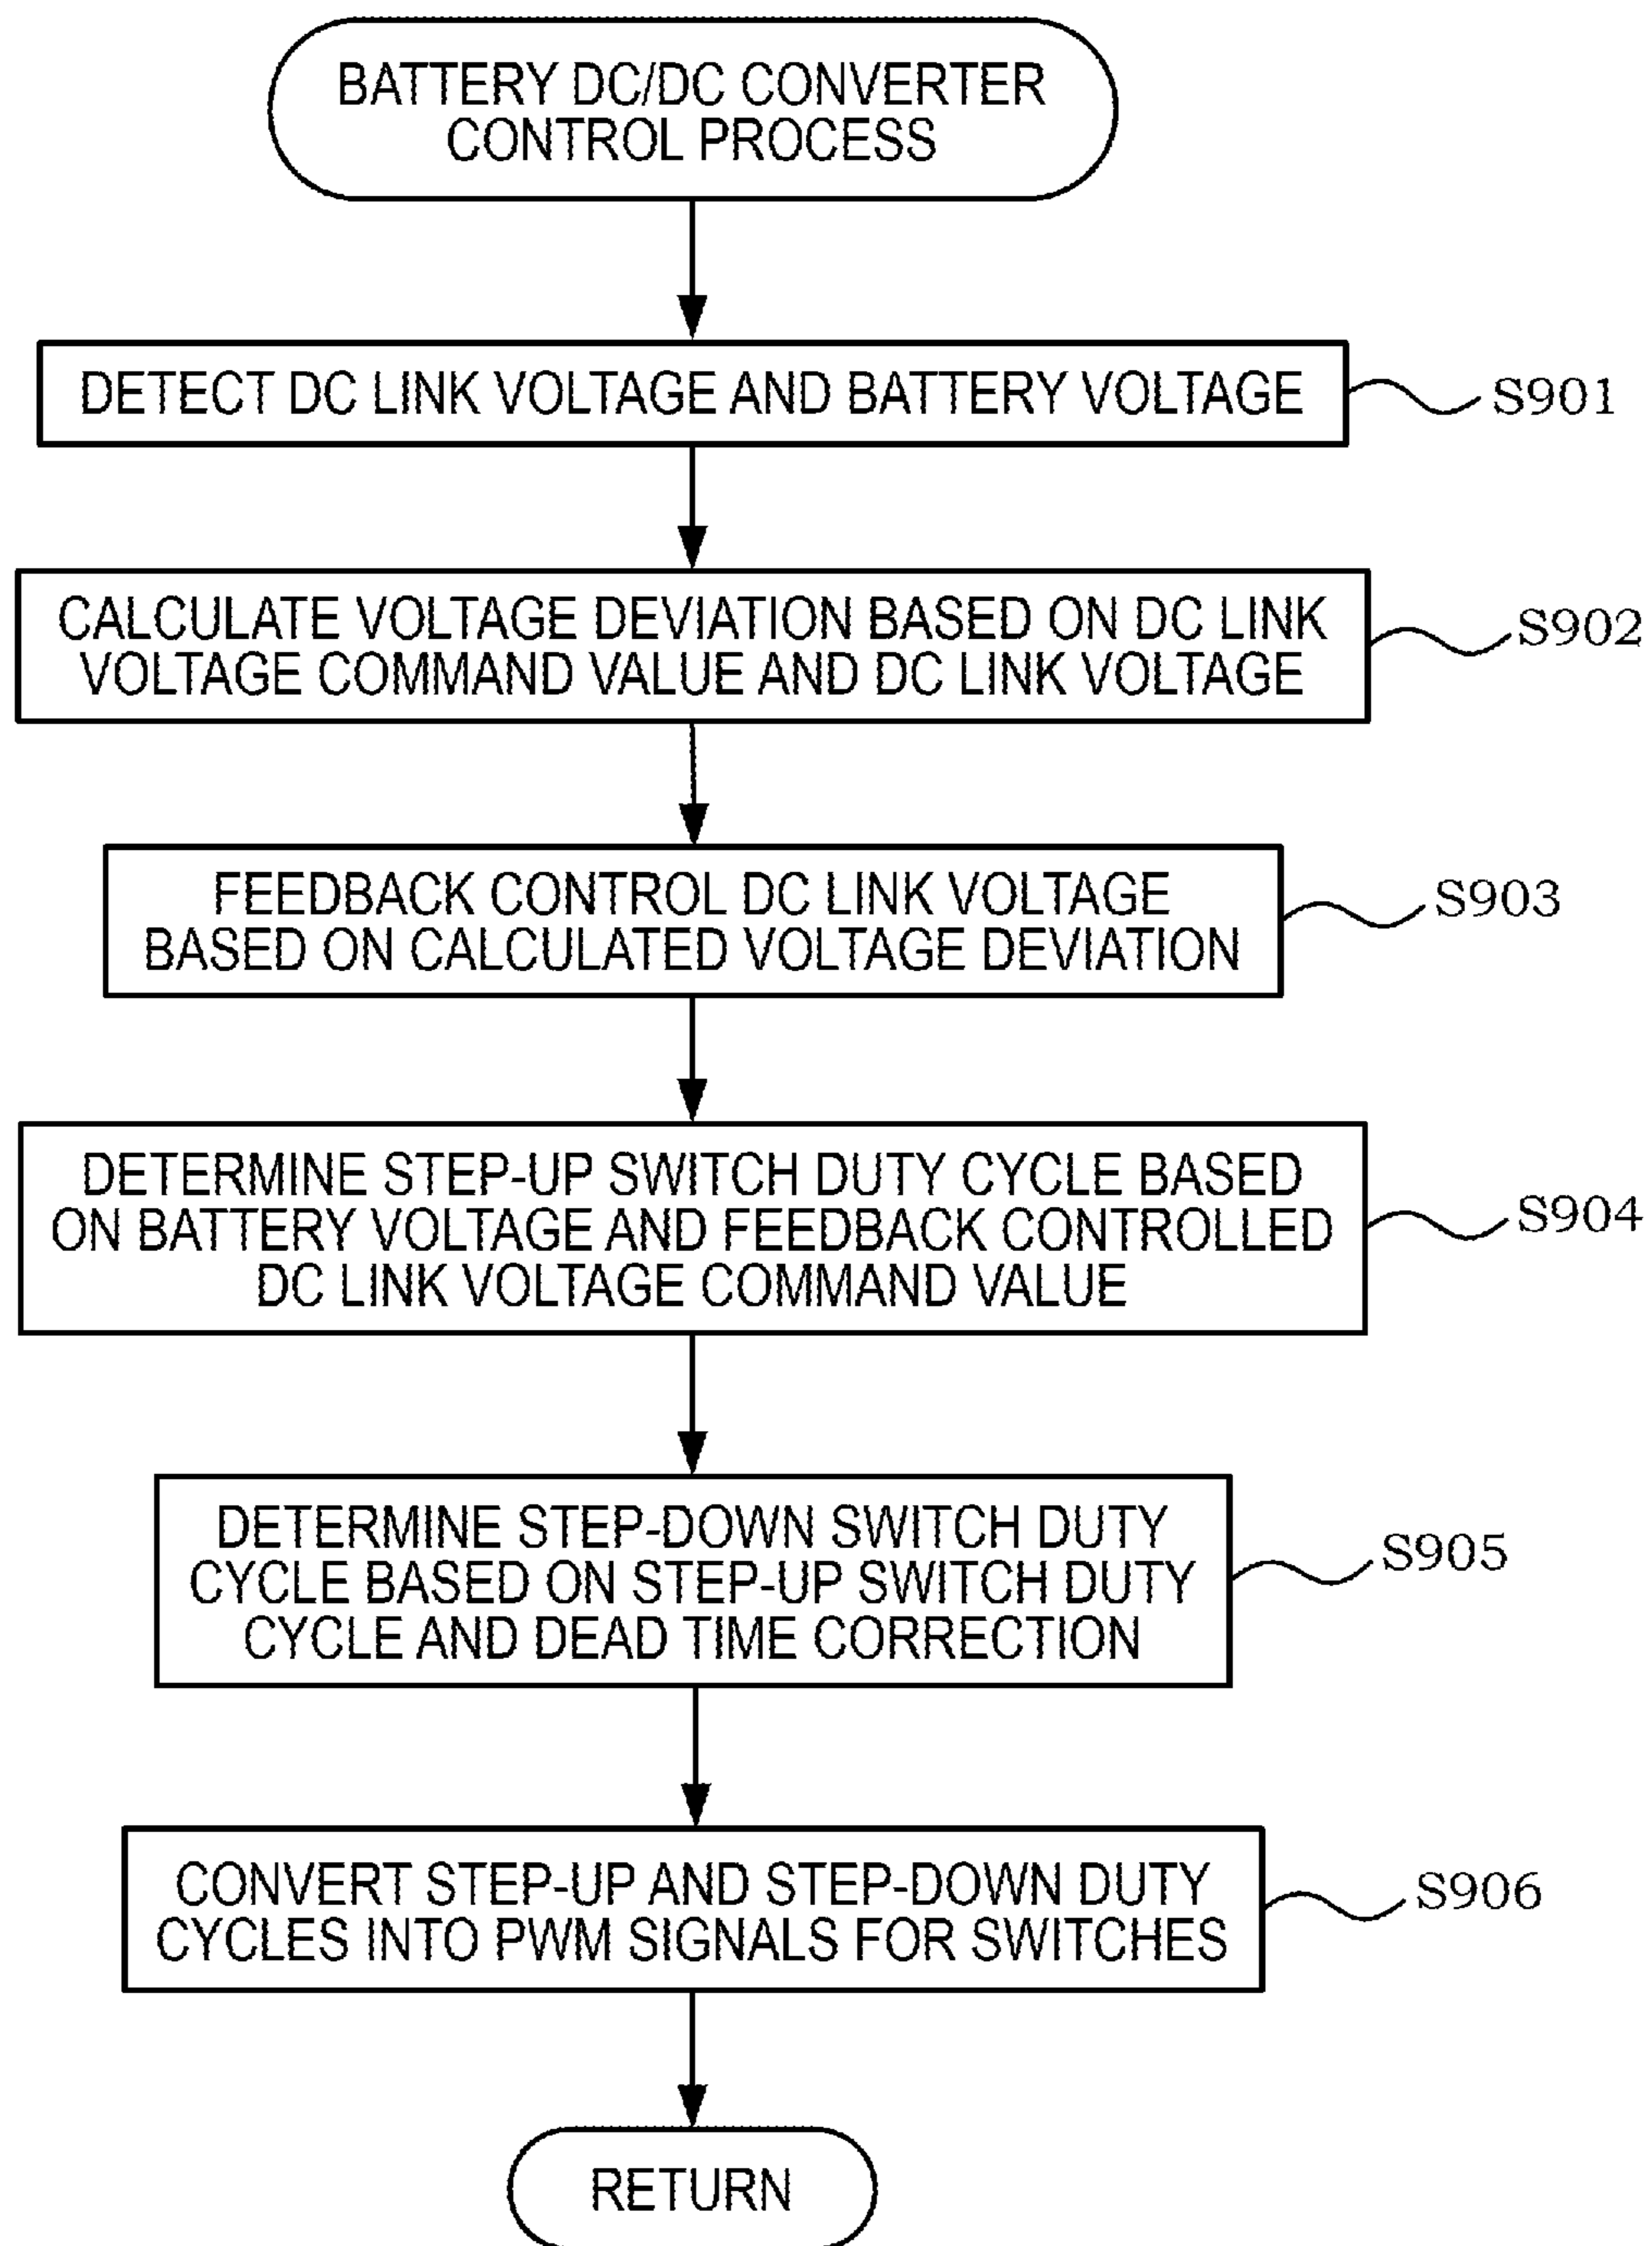 BATTERY DC/DC CONVERTER
CONTROL PROCESS
DETECT DC LINK VOLTAGE AND BATTERY VOLTAGE
S901
CALCULATE VOLTAGE DEVIATION BASED ON DC LINK
VOLTAGE COMMAND VALUE AND DC LINK VOLTAGE
S902
FEEDBACK CONTROL DC LINK VOLTAGE
BASED ON CALCULATED VOLTAGE DEVIATION
S903
DETERMINE STEP-UP SWITCH DUTY CYCLE BASED
ON BATTERY VOLTAGE AND FEEDBACK CONTROLLED
DC LINK VOLTAGE COMMAND VALUE
S904
DETERMINE STEP-DOWN SWITCH DUTY
CYCLE BASED ON STEP-UP SWITCH DUTY
CYCLE AND DEAD TIME CORRECTION
S905
CONVERT STEP-UP AND STEP-DOWN DUTY
CYCLES INTO PWM SIGNALS FOR SWITCHES
S906
RETURN